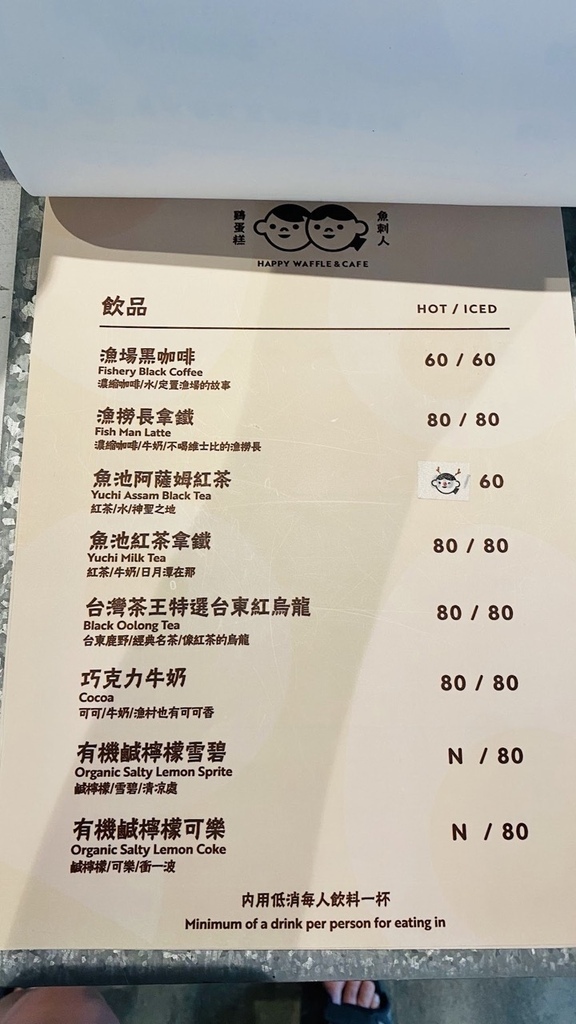 鷄蛋糕
魚刺人
HAPPY WAFFLE & CAFE
飲品 HOT / ICED
漁場黑咖啡 60 / 60
Fishery Black Coffee
濃縮咖啡/水/定置漁場的故事
漁撈長拿鐵 80 / 80
Fish Man Latte
濃縮咖啡/牛奶/不喝維士比的漁撈長
魚池阿薩姆紅茶 / 60
Yuchi Assam Black Tea
紅茶/水/神聖之地
魚池紅茶拿鐵 80 / 80
Yuchi Milk Tea
紅茶/牛奶/日月潭在那
台灣茶王特選台東紅烏龍 80 / 80
Black Oolong Tea
台東鹿野/經典名茶/像紅茶的烏龍
巧克力牛奶 80 / 80
Cocoa
可可/牛奶/漁村也有可可香
有機鹹檸檬雪碧 N / 80
Organic Salty Lemon Sprite
鹹檸檬/雪碧/清涼處
有機鹹檸檬可樂 N / 80
Organic Salty Lemon Coke
鹹檸檬/可樂/衝一波
內用低消每人飲料一杯
Minimum of a drink per person for eating in